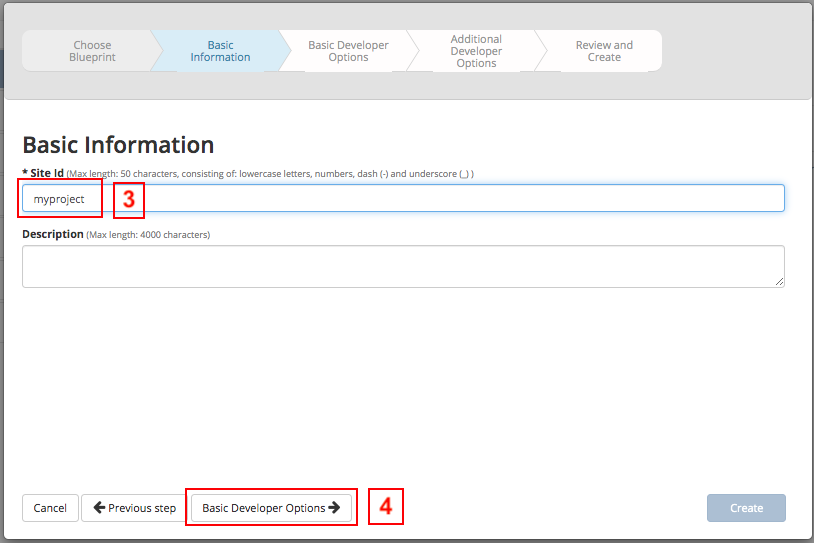 Choose
Blueprint
Basic
Information
Basic Developer
Options
Additional
Developer
Options
Review and
Create
Basic Information
* Site Id (Max length: 50 characters, consisting of: lowercase letters, numbers, dash (-) and underscore (_) )
myproject
3
Description (Max length: 4000 characters)
Cancel
Previous step
Basic Developer Options
4
Create